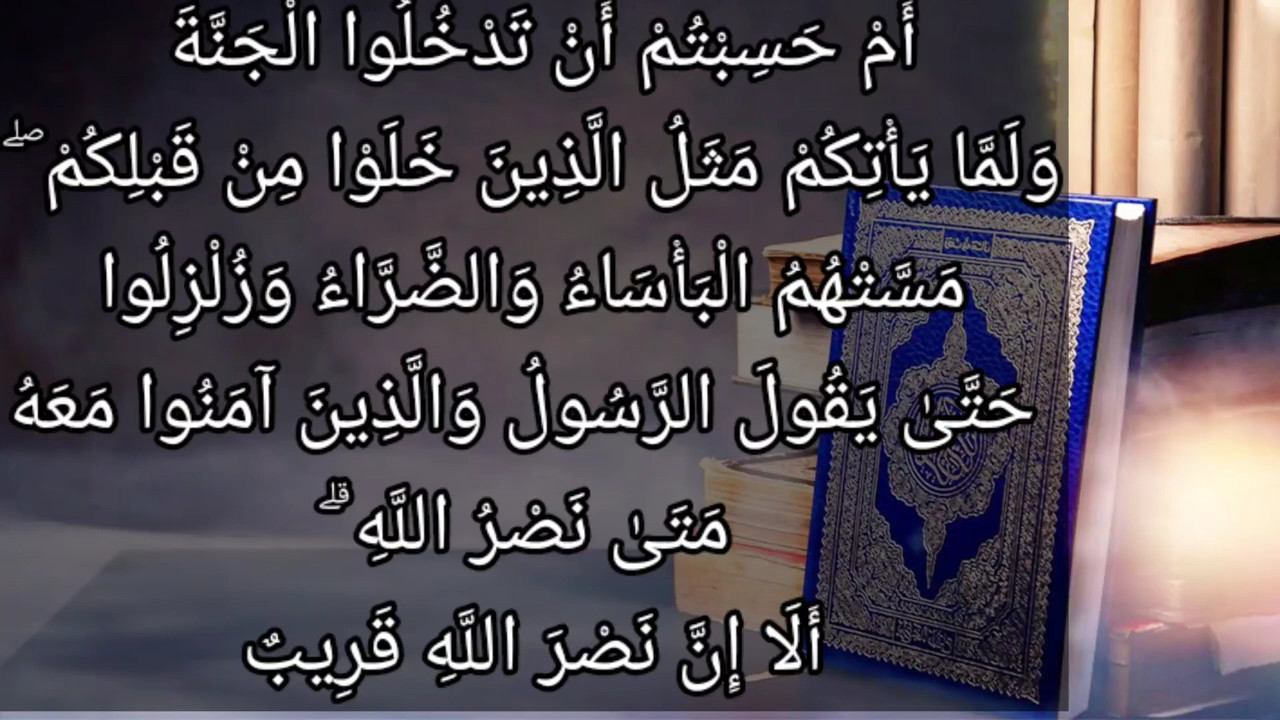 أَمْ حَسِبْتُمْ أَنْ تَدْخُلُوا الْجَنَّةَ
وَلَمَّا يَأْتِكُمْ مَثَلُ الَّذِينَ خَلَوْا مِنْ قَبْلِكُمْ ۖ
مَسَّتْهُمُ الْبَأْسَاءُ وَالضَّرَّاءُ وَزُلْزِلُوا
حَتَّىٰ يَقُولَ الرَّسُولُ وَالَّذِينَ آمَنُوا مَعَهُ
مَتَىٰ نَصْرُ اللَّهِ ۗ
أَلَا إِنَّ نَصْرَ اللَّهِ قَرِيبٌ